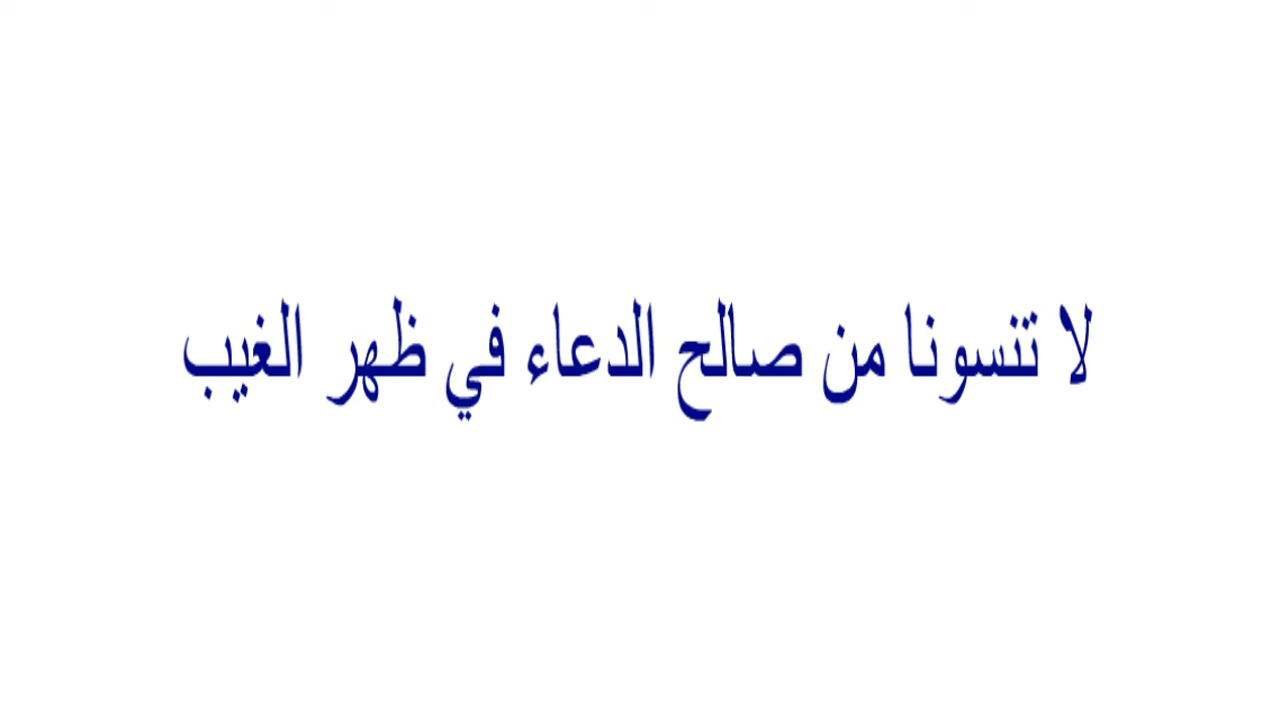 لا تنسونا من صالح الدعاء في ظهر الغيب